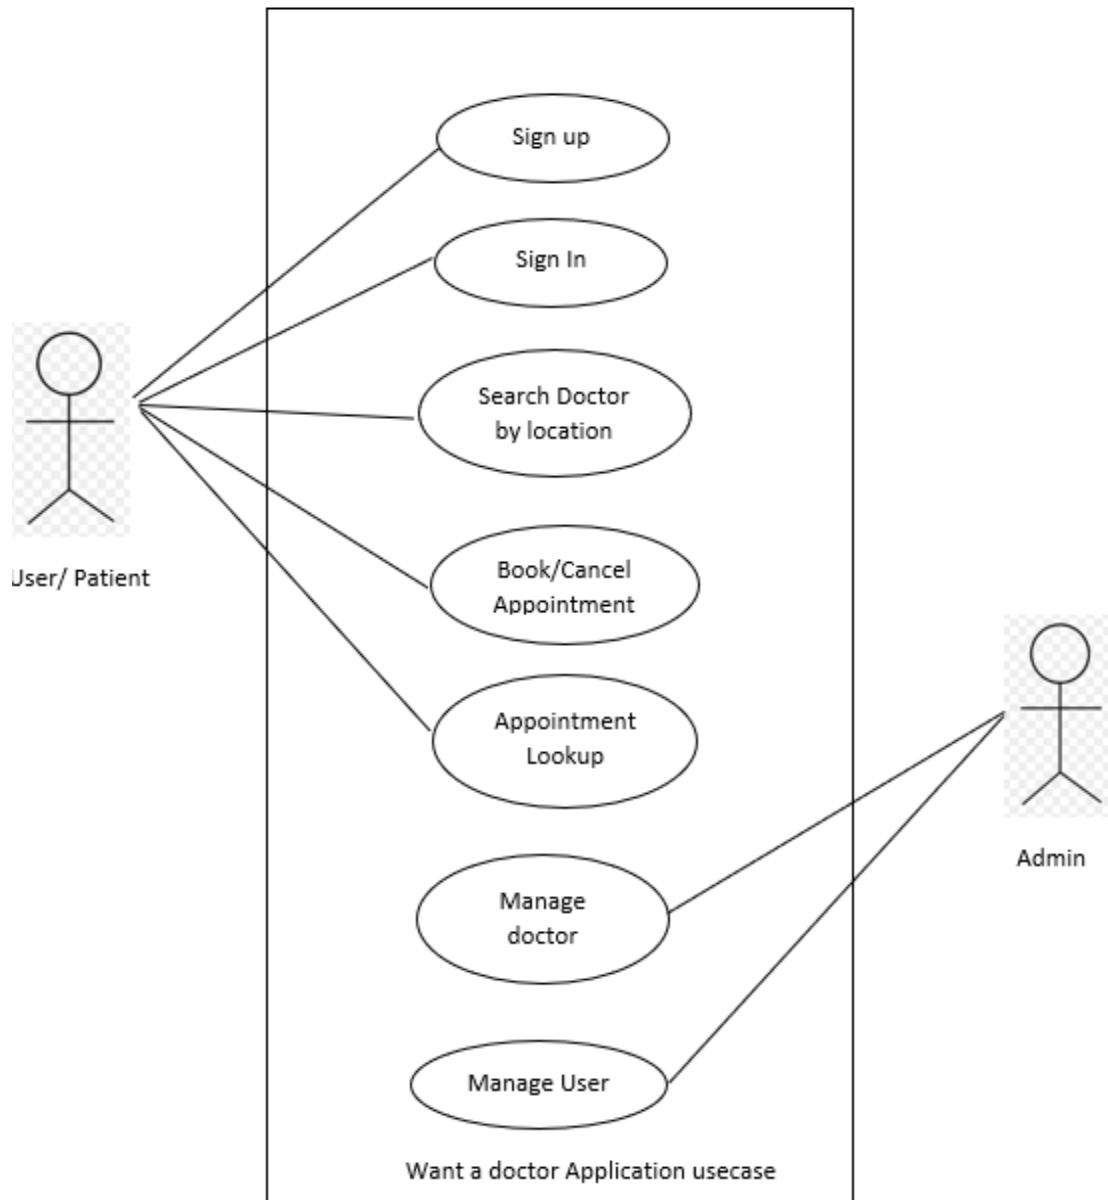 Sign up
Sign In
Search Doctor
by location
User/ Patient
Book/Cancel
Appointment
Appointment
Lookup
Admin
Manage
doctor
Manage User
Want a doctor Application usecase